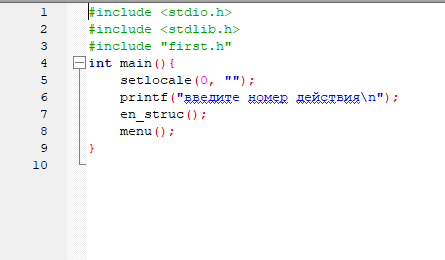 1 #include <stdio.h>
2 #include <stdlib.h>
3 #include "first.h"
4 int main(){
5 setlocale(0, "");
6 printf("введите номер действия\n");
7 en_struc();
8 menu();
9 }
10